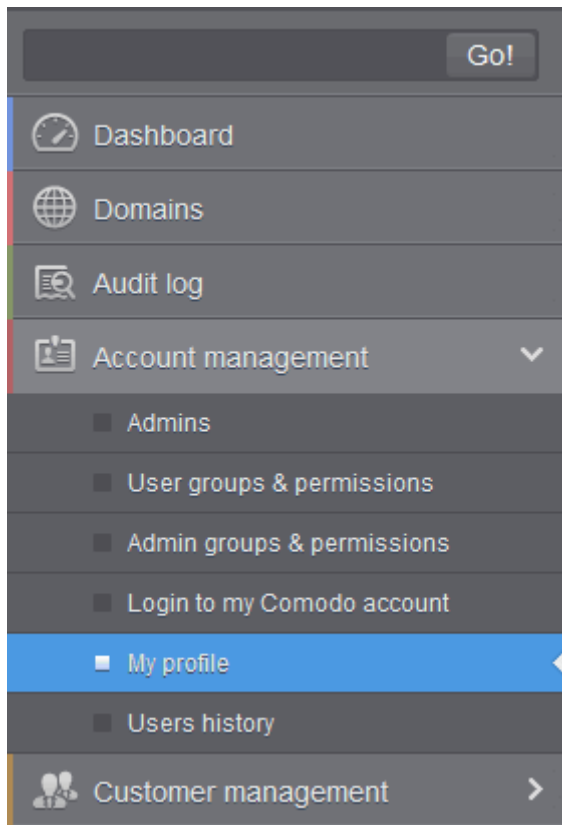 Go!
Dashboard
Domains
Audit log
Account management
Admins
User groups & permissions
Admin groups & permissions
Login to my Comodo account
My profile
Users history
Customer management